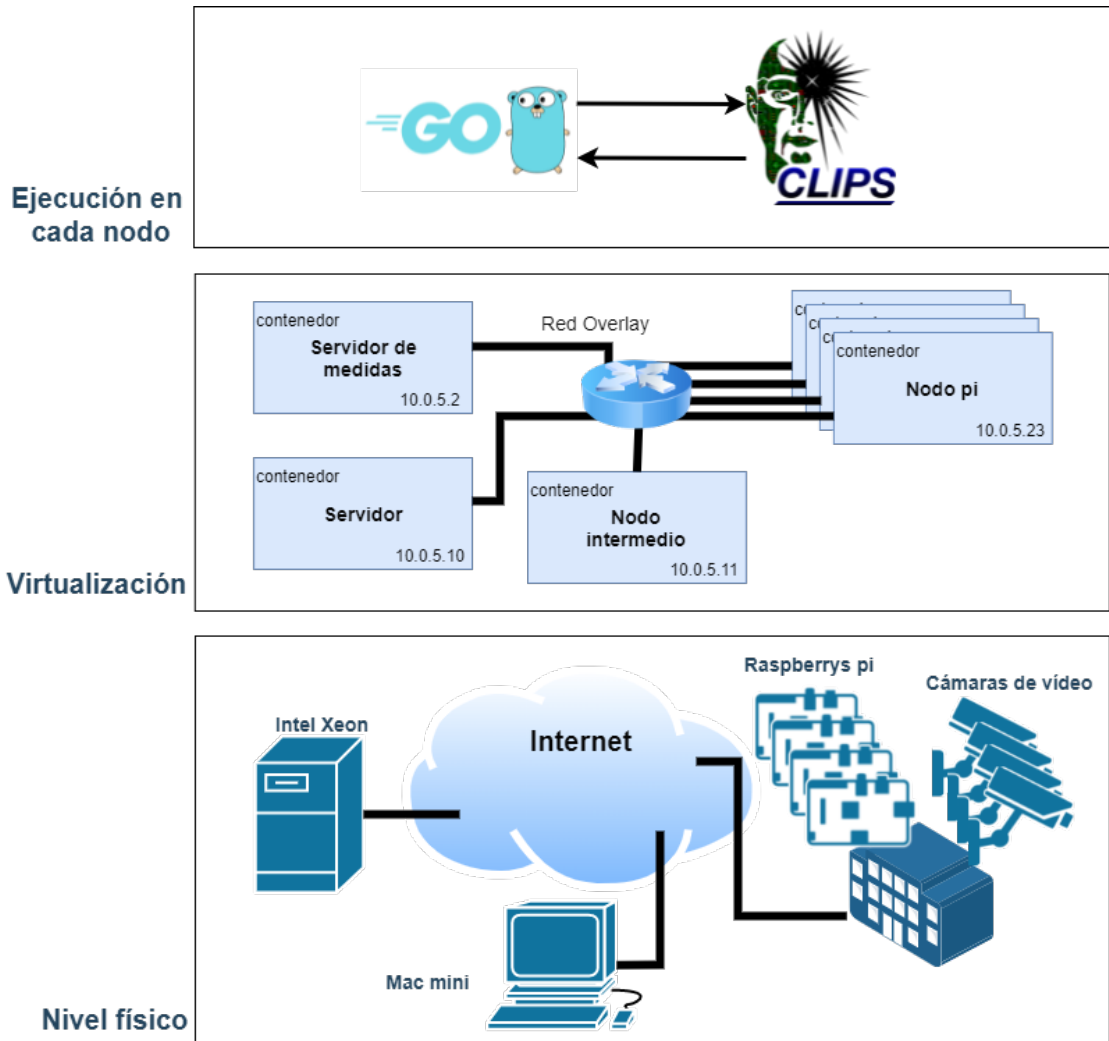 GO
CLIPS
Ejecución en
cada nodo
contenedor
Servidor de
medidas
10.0.5.2
Red Overlay
contenedor
Nodo pi
10.0.5.23
contenedor
Servidor
10.0.5.10
contenedor
Nodo
intermedio
10.0.5.11
Virtualización
Raspberrys pi
Cámaras de vídeo
Intel Xeon
Internet
Mac mini
Nivel físico